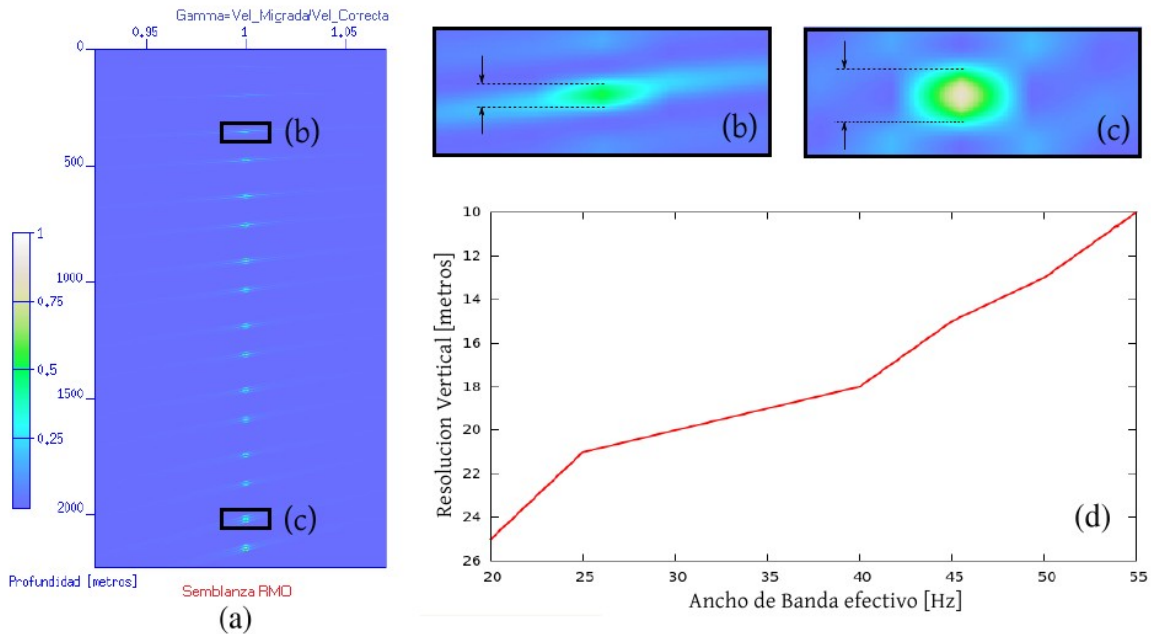 Gamma=Vel_Migrada/Vel_Correcta
0.95 1 1.05
0
500
1000
1500
2000
(b)
(c)
1
0,75
0,5
0,25
Profundidad [metros]
Semblanza RMO
(a)
(b)
(c)
Resolucion Vertical [metros]
10
12
14
16
18
20
22
24
26
20 25 30 35 40 45 50 55
Ancho de Banda efectivo [Hz]
(d)